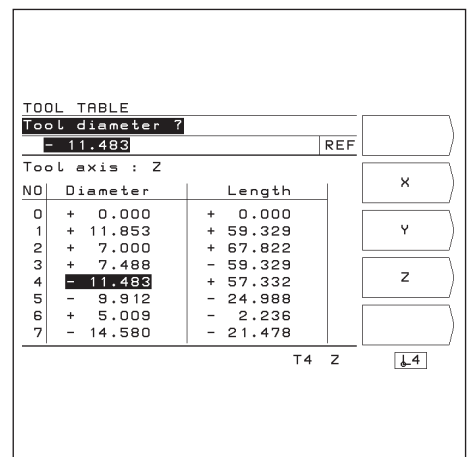 TOOL TABLE
Tool diameter ?
- 11.483 REF
Tool axis : Z
NO Diameter Length
0 + 0.000 + 0.000
1 + 11.853 + 59.329
2 + 7.000 + 67.822
3 + 7.488 - 59.329
4 - 11.483 + 57.332
5 - 9.912 - 24.988
6 + 5.009 - 2.236
7 - 14.580 - 21.478
T4 Z
4
X
Y
Z